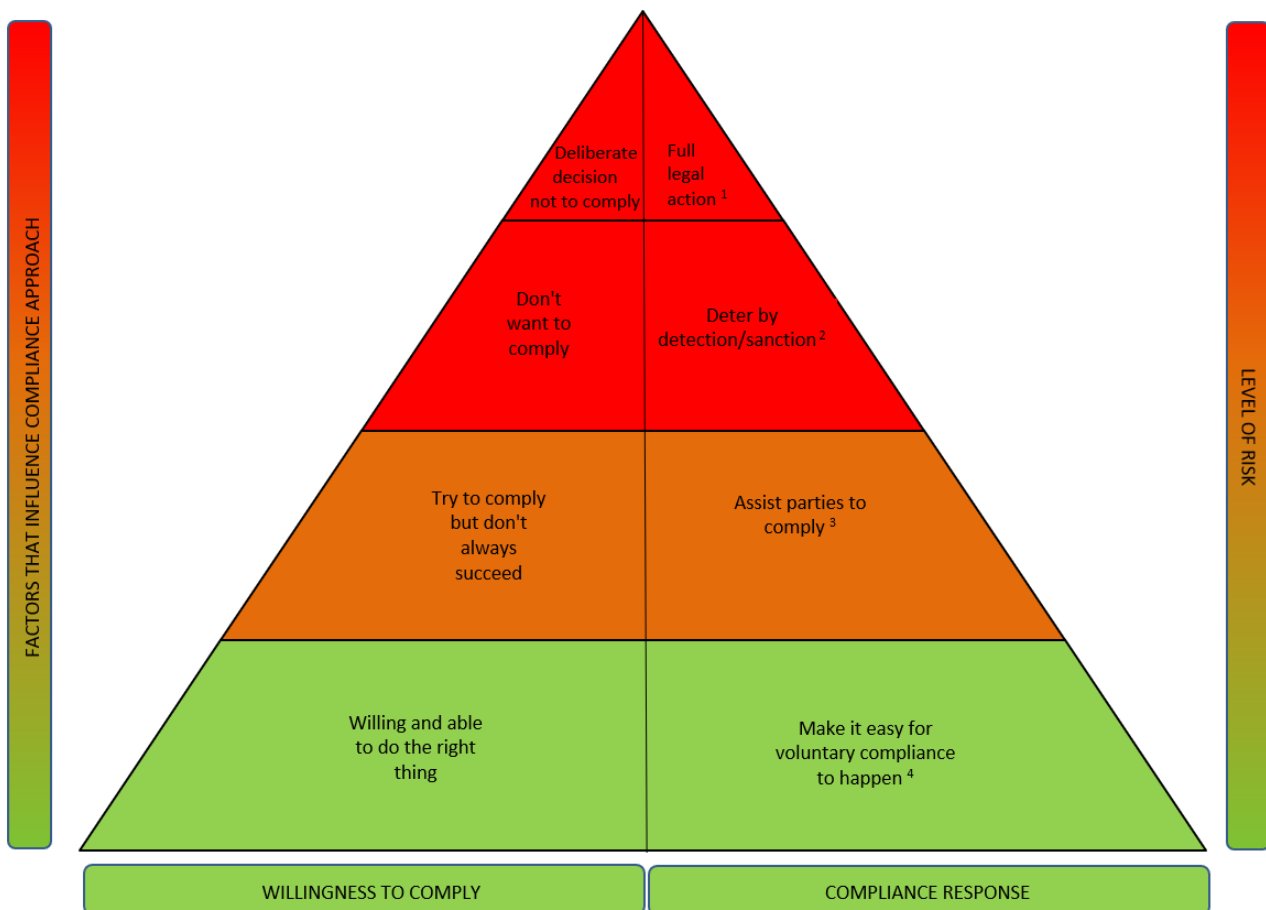 FACTORS THAT INFLUENCE COMPLIANCE APPROACH
Deliberate
decision
not to comply
Full
legal
action ¹
Don't
want to
comply
Deter by
detection/sanction ²
Try to comply
but don't
always
succeed
Assist parties to
comply ³
Willing and able
to do the right
thing
Make it easy for
voluntary compliance
to happen ⁴
LEVEL OF RISK
WILLINGNESS TO COMPLY
COMPLIANCE RESPONSE